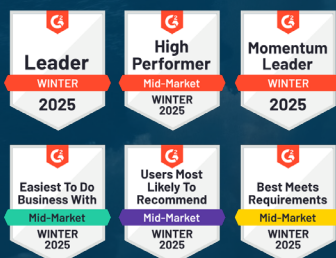 Leader
WINTER
2025
High
Performer
Mid-Market
WINTER
2025
Momentum
Leader
WINTER
2025
Easiest To Do
Business With
Mid-Market
WINTER
2025
Users Most
Likely To
Recommend
Mid-Market
WINTER
2025
Best Meets
Requirements
Mid-Market
WINTER
2025